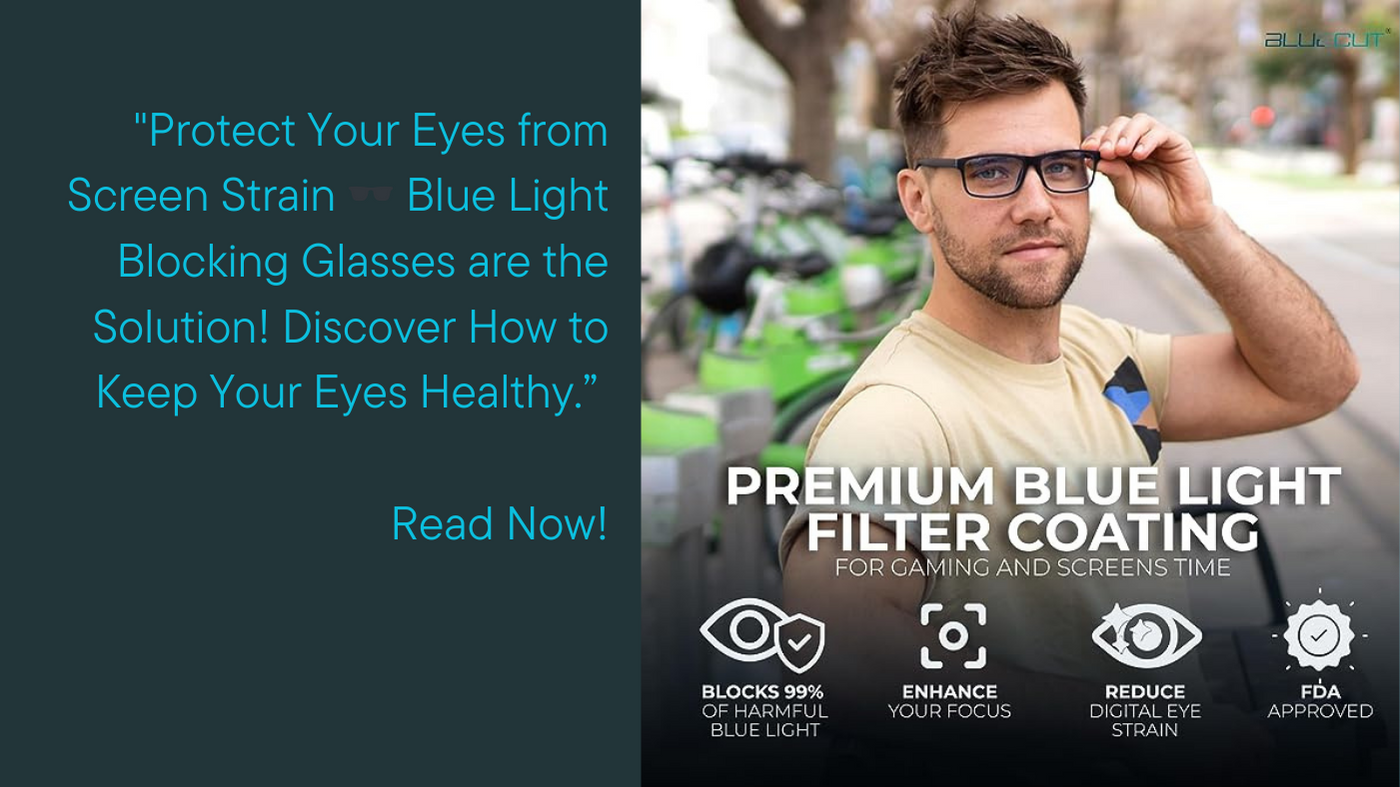 "Protect Your Eyes from
Screen Strain 🕶 Blue Light
Blocking Glasses are the
Solution! Discover How to
Keep Your Eyes Healthy.”
Read Now!
BLUE CUT®
PREMIUM BLUE LIGHT
FILTER COATING
FOR GAMING AND SCREENS TIME
BLOCKS 99%
OF HARMFUL
BLUE LIGHT
ENHANCE
YOUR FOCUS
REDUCE
DIGITAL EYE
STRAIN
FDA
APPROVED